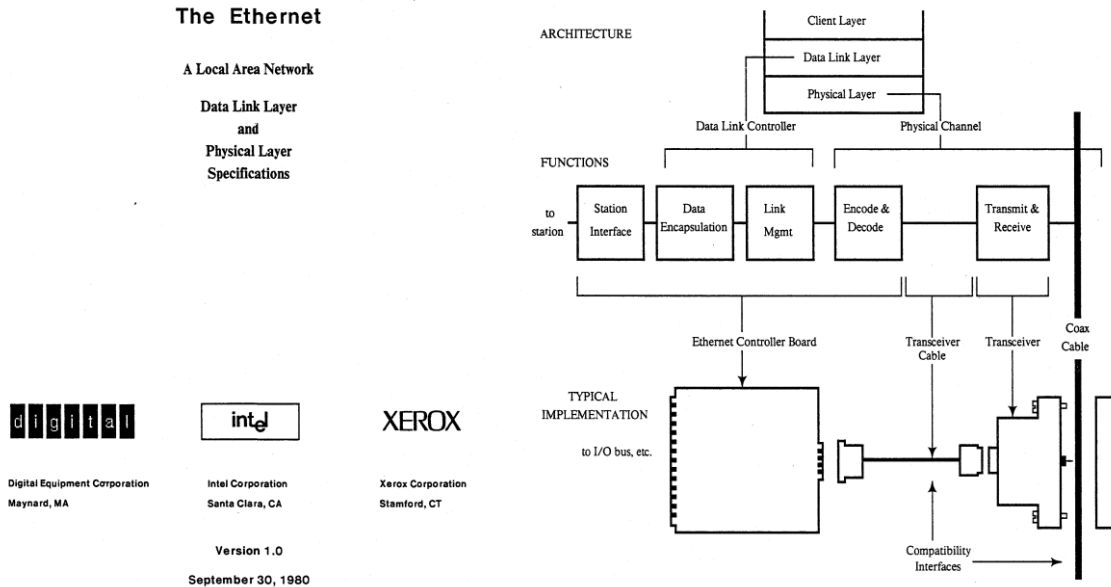 The Ethernet
A Local Area Network
Data Link Layer
and
Physical Layer
Specifications
digital
intel
XEROX
Digital Equipment Corporation
Maynard, MA
Intel Corporation
Santa Clara, CA
Xerox Corporation
Stamford, CT
Version 1.0
September 30, 1980
ARCHITECTURE
Client Layer
Data Link Layer
Physical Layer
Data Link Controller
Physical Channel
FUNCTIONS
to
station
Station
Interface
Data
Encapsulation
Link
Mgmt
Encode &
Decode
Transmit &
Receive
Ethernet Controller Board
Transceiver
Cable
Transceiver
Coax
Cable
TYPICAL
IMPLEMENTATION
to I/O bus, etc.
Compatibility
Interfaces